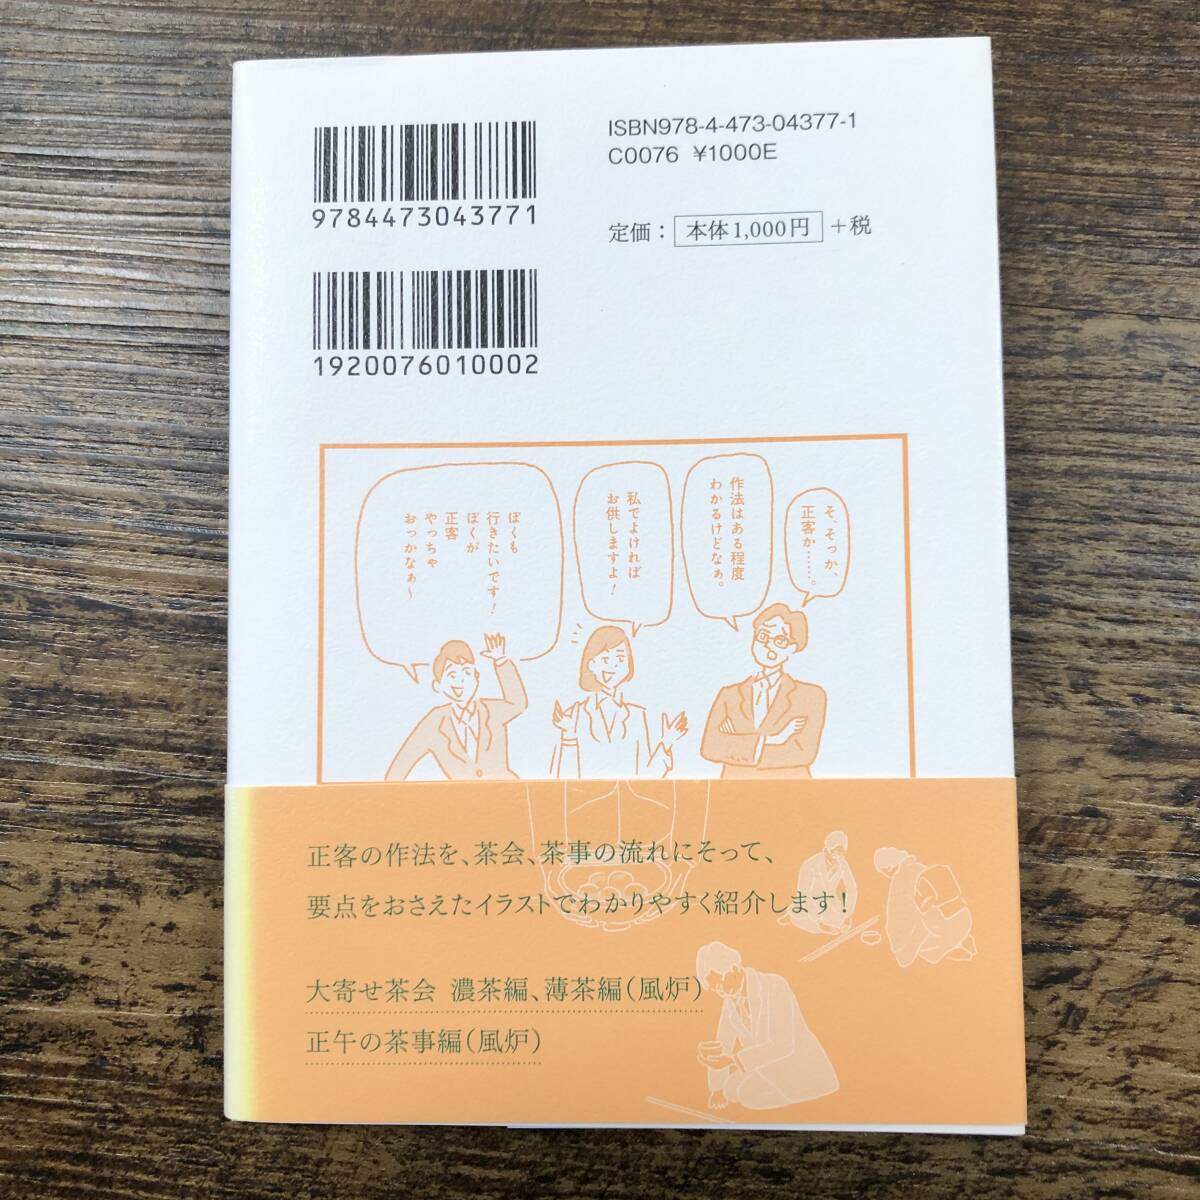 9784473043771
ISBN978-4-473-04377-1
C0076 ¥1000E
定価： 本体1,000円 ＋税
1920076010002
そ、そっか、
正客か……。
作法はある程度
わかるけどなぁ。
私でよければ
お供しますよ！
ぼくも
行きたいです！
ぼくが
正客
やっちゃ
おっかなぁ〜
正客の作法を、茶会、茶事の流れにそって、
要点をおさえたイラストでわかりやすく紹介します！
大寄せ茶会 濃茶編、薄茶編（風炉）
正午の茶事編（風炉）